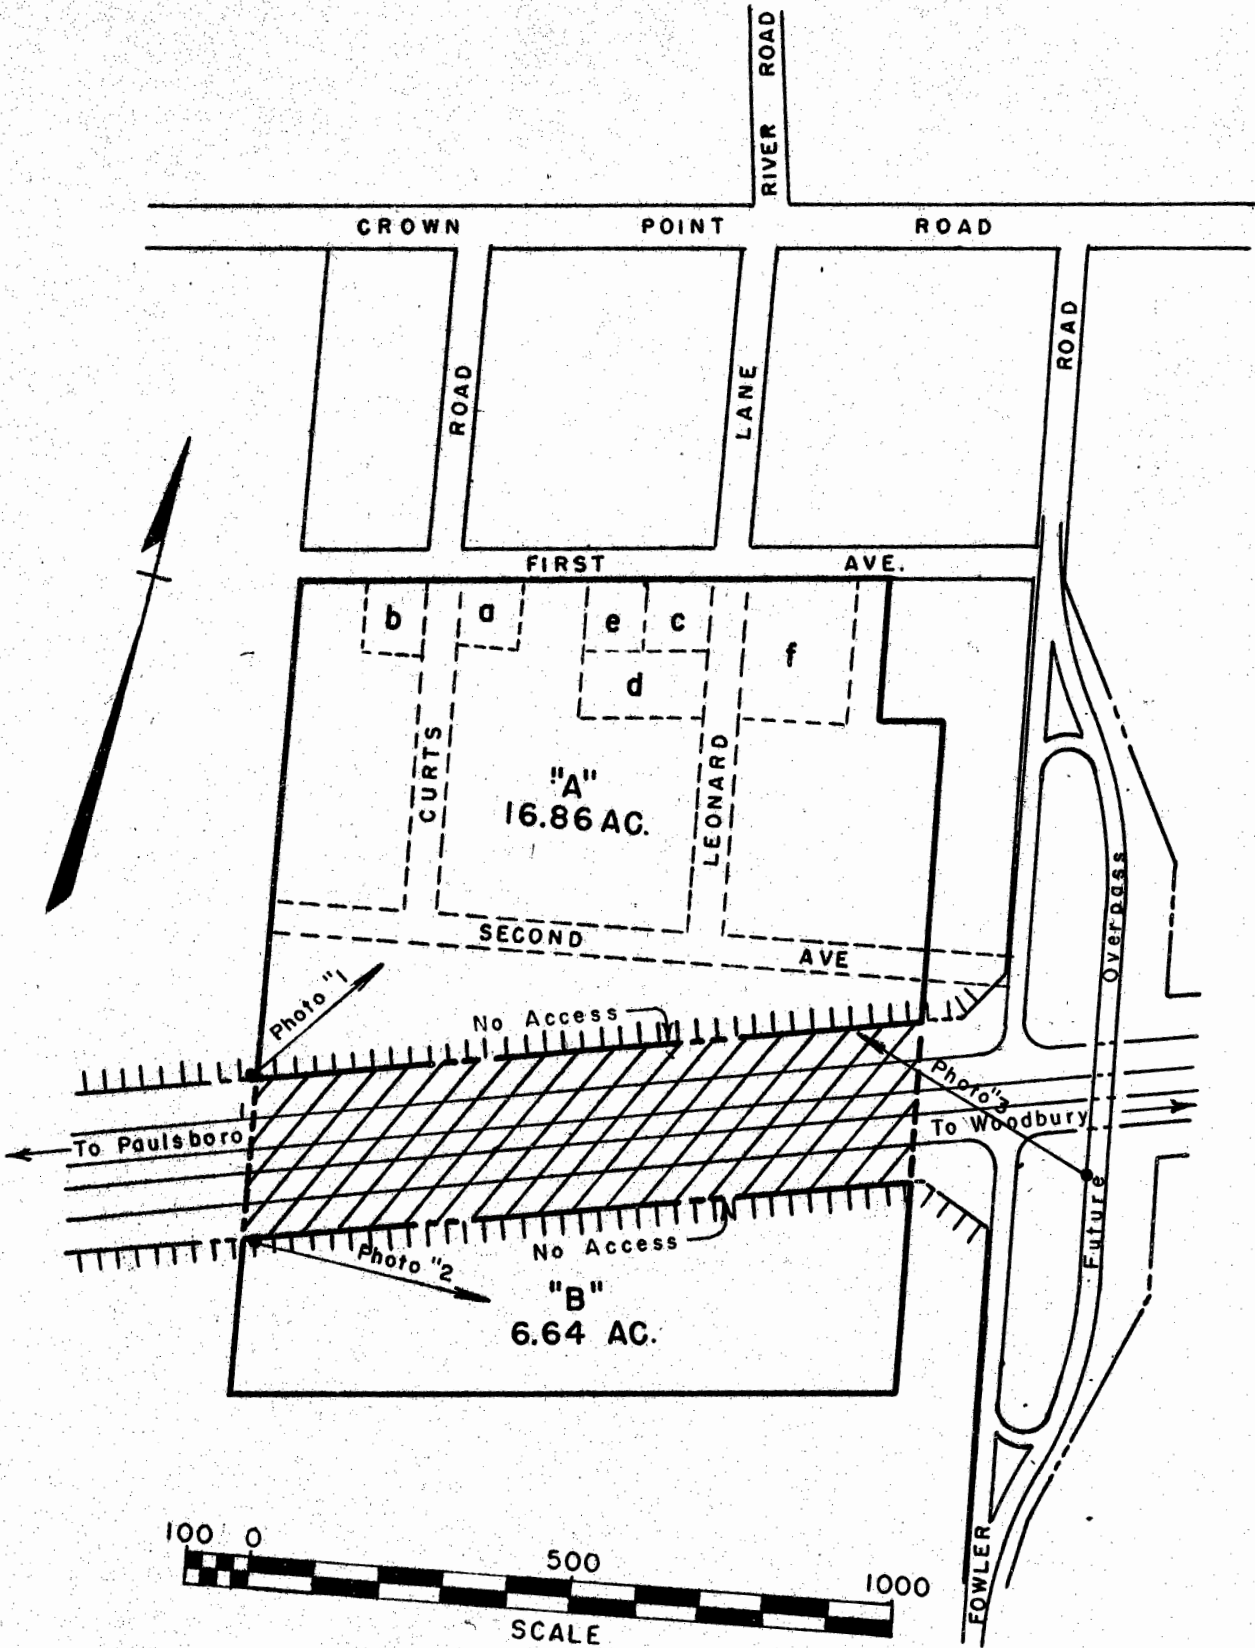 RIVER ROAD
CROWN POINT ROAD
ROAD
LANE
ROAD
FIRST AVE.
b
a
e
c
f
d
CURTS
LEONARD
"A"
16.86 AC.
SECOND AVE
Overpass
Photo "1
No Access
Photo "3
To Paulsboro
To Woodbury
Future
Photo "2
No Access
"B"
6.64 AC.
100 0 500 1000
SCALE
FOWLER